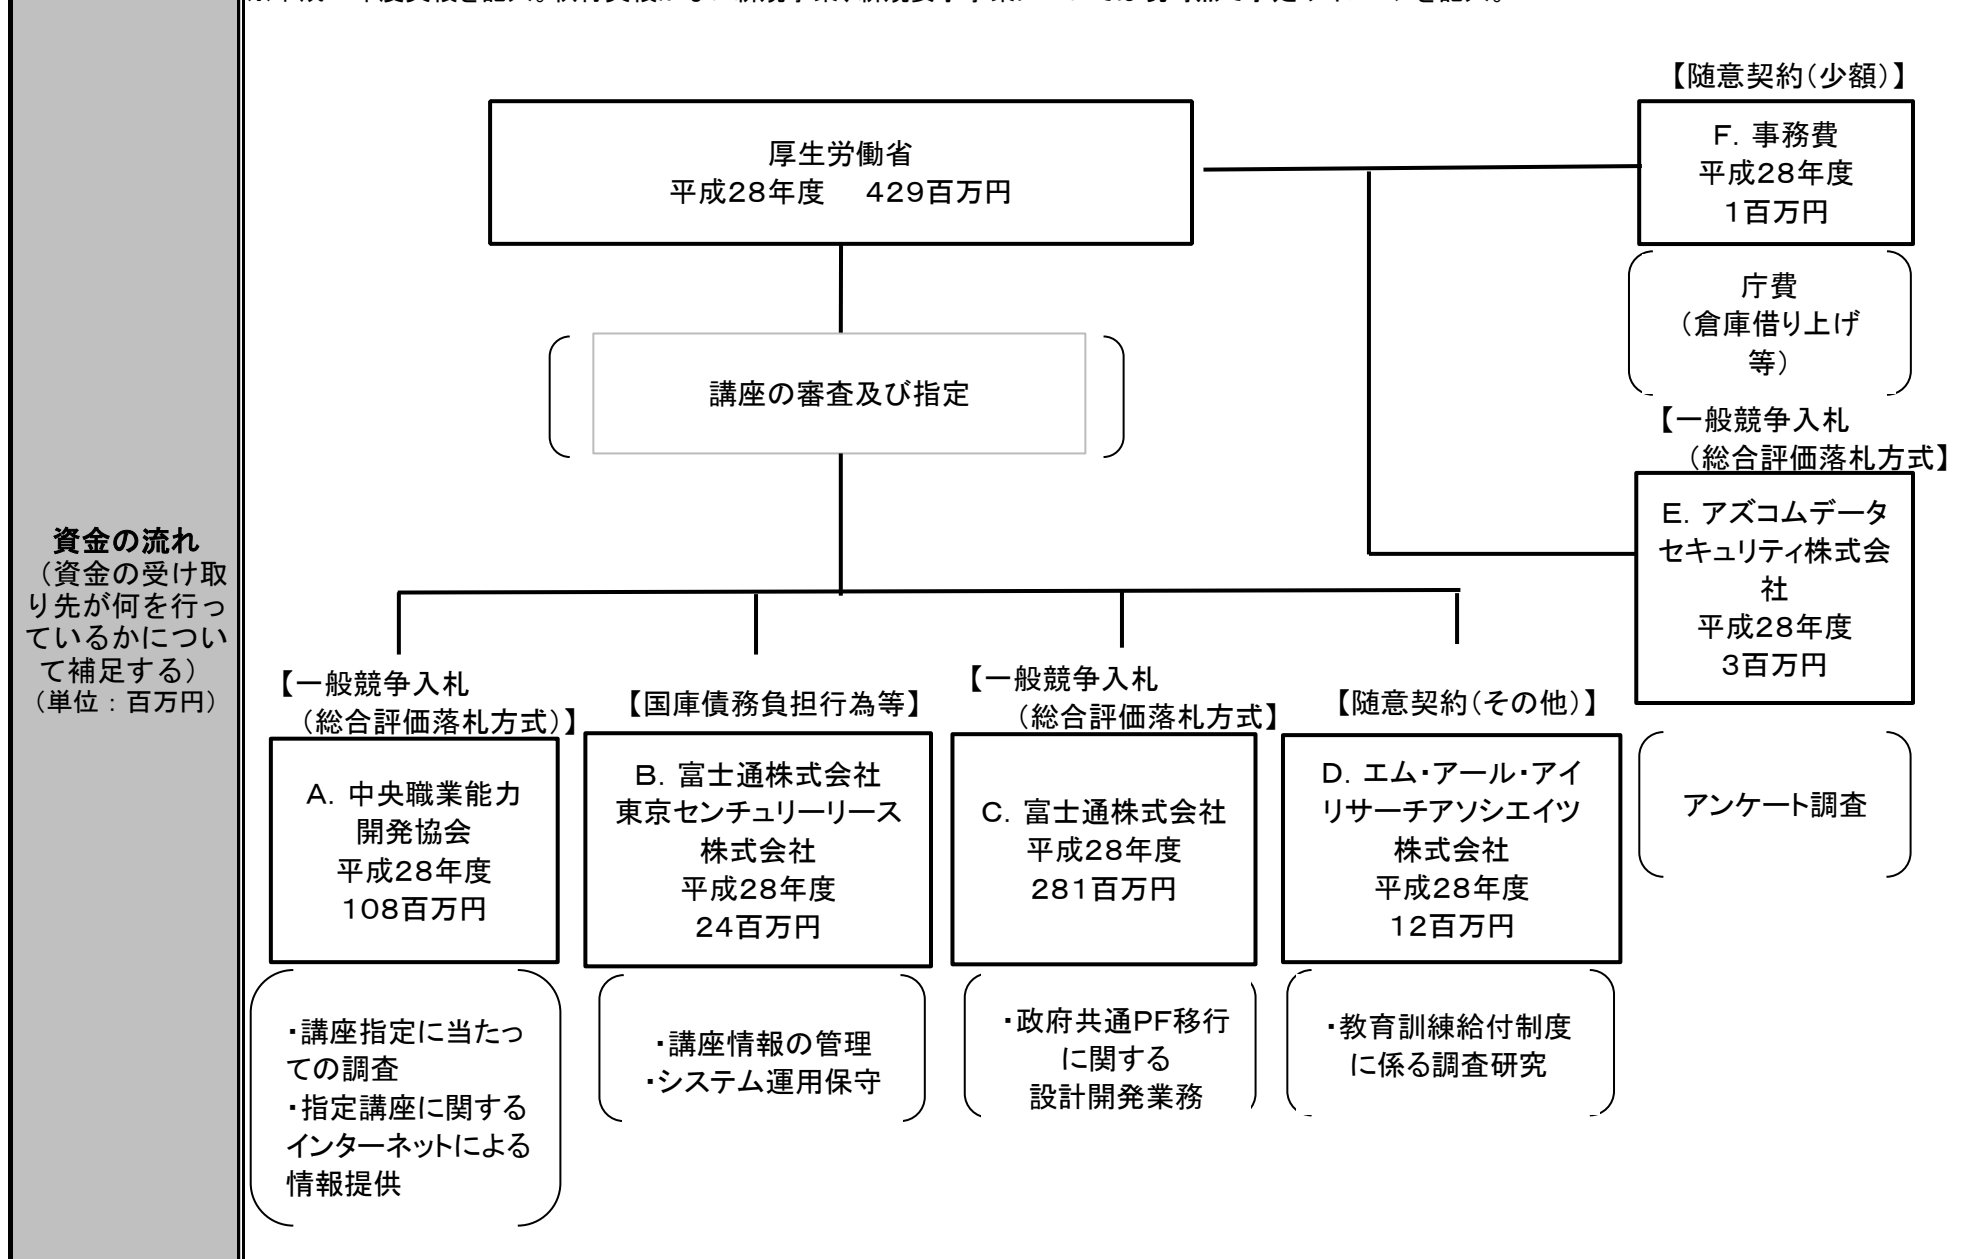 【随意契約(少額)】
厚生労働省
平成28年度　429百万円
F. 事務費
平成28年度
1百万円
庁費
（倉庫借り上げ
等）
講座の審査及び指定
【一般競争入札
（総合評価落札方式】
E. アズコムデータ
セキュリティ株式会
社
平成28年度
3百万円
アンケート調査
資金の流れ
（資金の受け取
り先が何を行っ
ているかについ
て補足する）
（単位：百万円）
【一般競争入札
（総合評価落札方式）】
A. 中央職業能力
開発協会
平成28年度
108百万円
・講座指定に当たっ
ての調査
・指定講座に関する
インターネットによる
情報提供
【国庫債務負担行為等】
B. 富士通株式会社
東京センチュリーリース
株式会社
平成28年度
24百万円
・講座情報の管理
・システム運用保守
【一般競争入札
（総合評価落札方式】
C. 富士通株式会社
平成28年度
281百万円
・政府共通PF移行
に関する
設計開発業務
【随意契約(その他)】
D. エム・アール・アイ
リサーチアソシエイツ
株式会社
平成28年度
12百万円
・教育訓練給付制度
に係る調査研究